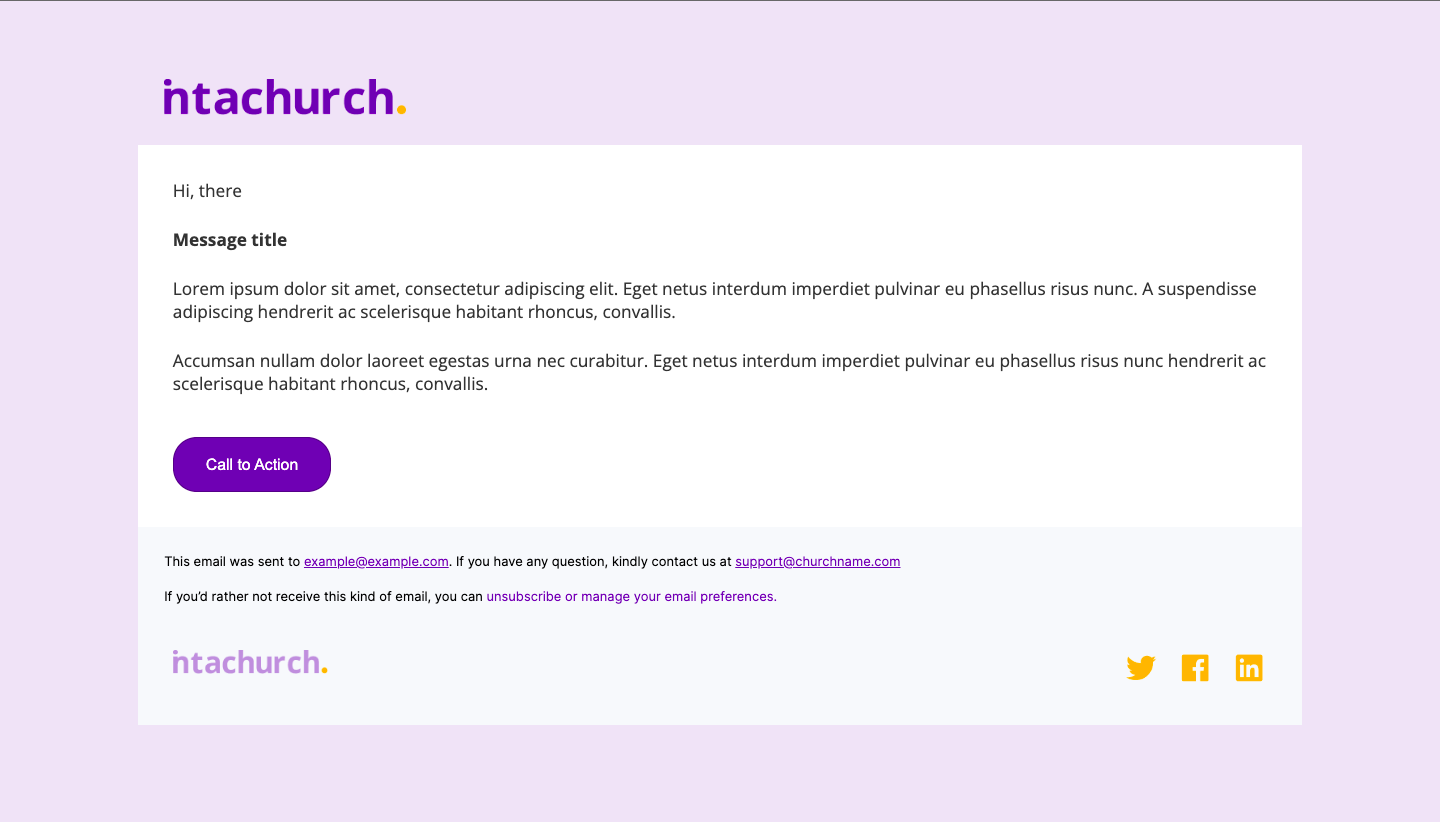 intachurch.
Hi, there
Message title
Lorem ipsum dolor sit amet, consectetur adipiscing elit. Eget netus interdum imperdiet pulvinar eu phasellus risus nunc. A suspendisse
adipiscing hendrerit ac scelerisque habitant rhoncus, convallis.
Accumsan nullam dolor laoreet egestas urna nec curabitur. Eget netus interdum imperdiet pulvinar eu phasellus risus nunc hendrerit ac
scelerisque habitant rhoncus, convallis.
Call to Action
This email was sent to example@example.com. If you have any question, kindly contact us at support@churchname.com
If you’d rather not receive this kind of email, you can unsubscribe or manage your email preferences.
intachurch.